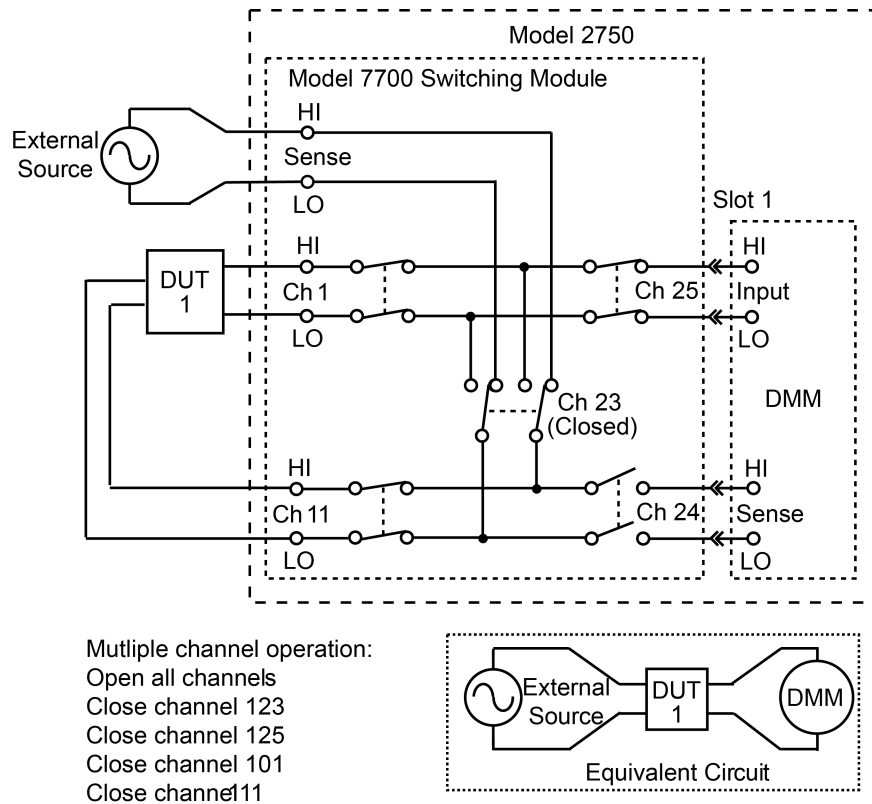 Model 2750
Model 7700 Switching Module
HI
External
Source
Sense
LO
Slot 1
HI
HI
DUT
1
Ch 1
Ch 25
Input
LO
LO
Ch 23
(Closed)
DMM
HI
HI
Ch 11
Ch 24
Sense
LO
LO
Mutliple channel operation:
Open all channels
Close channel 123
Close channel 125
Close channel 101
Close channel111
External
Source
DUT
1
DMM
Equivalent Circuit